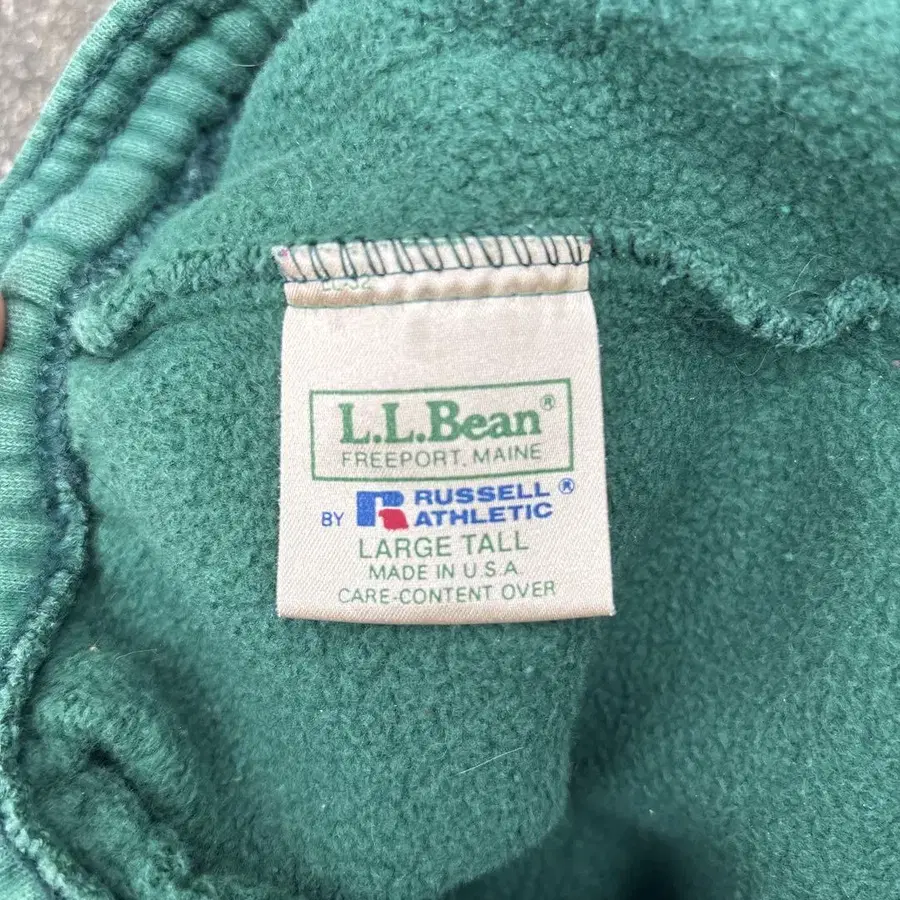 L.L.Bean®
FREEPORT, MAINE
BY RUSSELL®
ATHLETIC
LARGE TALL
MADE IN U.S.A.
CARE-CONTENT OVER